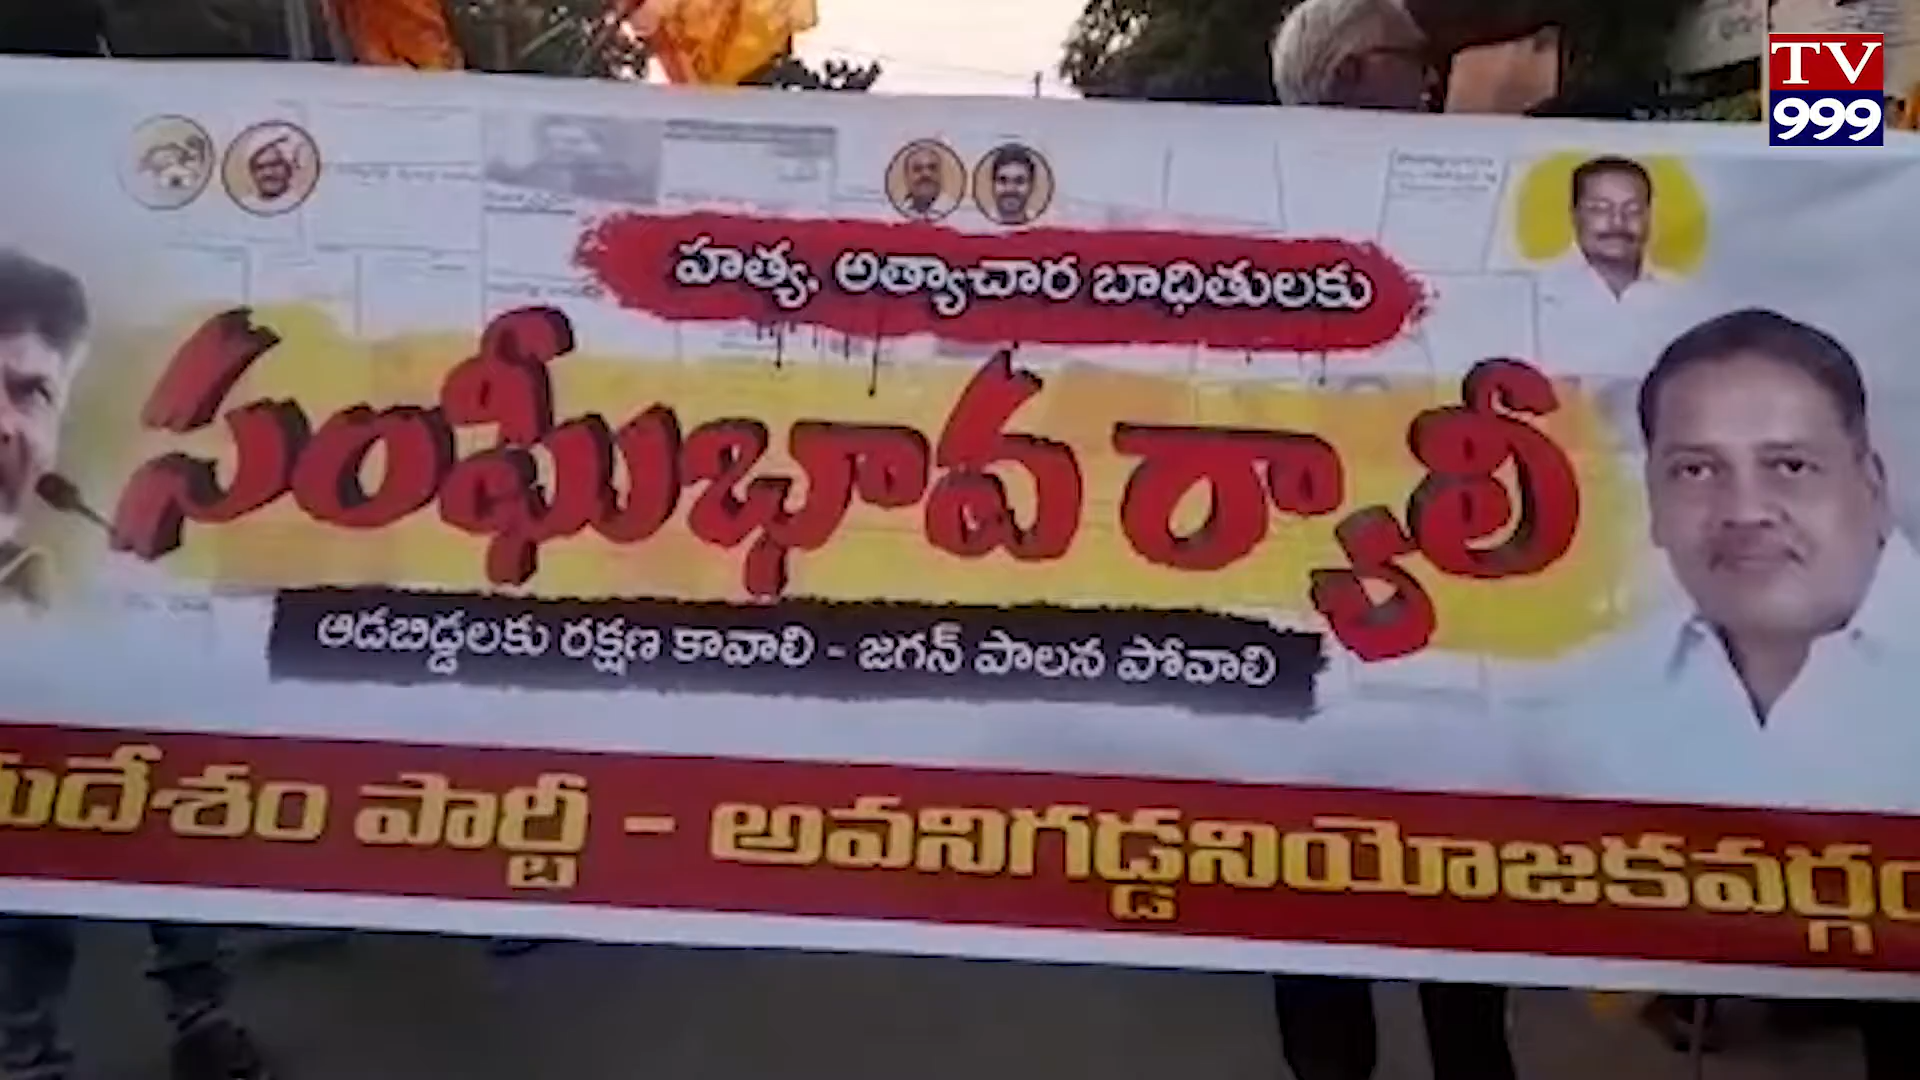 TV
999
హత్య, అత్యాచార బాధితులకు
సంఘీభావ ర్యాలీ
ఆడబిడ్డలకు రక్షణ కావాలి - జగన్ పాలన పోవాలి
దేశం పార్టీ - అవనిగడ్డనియోజకవర్గం